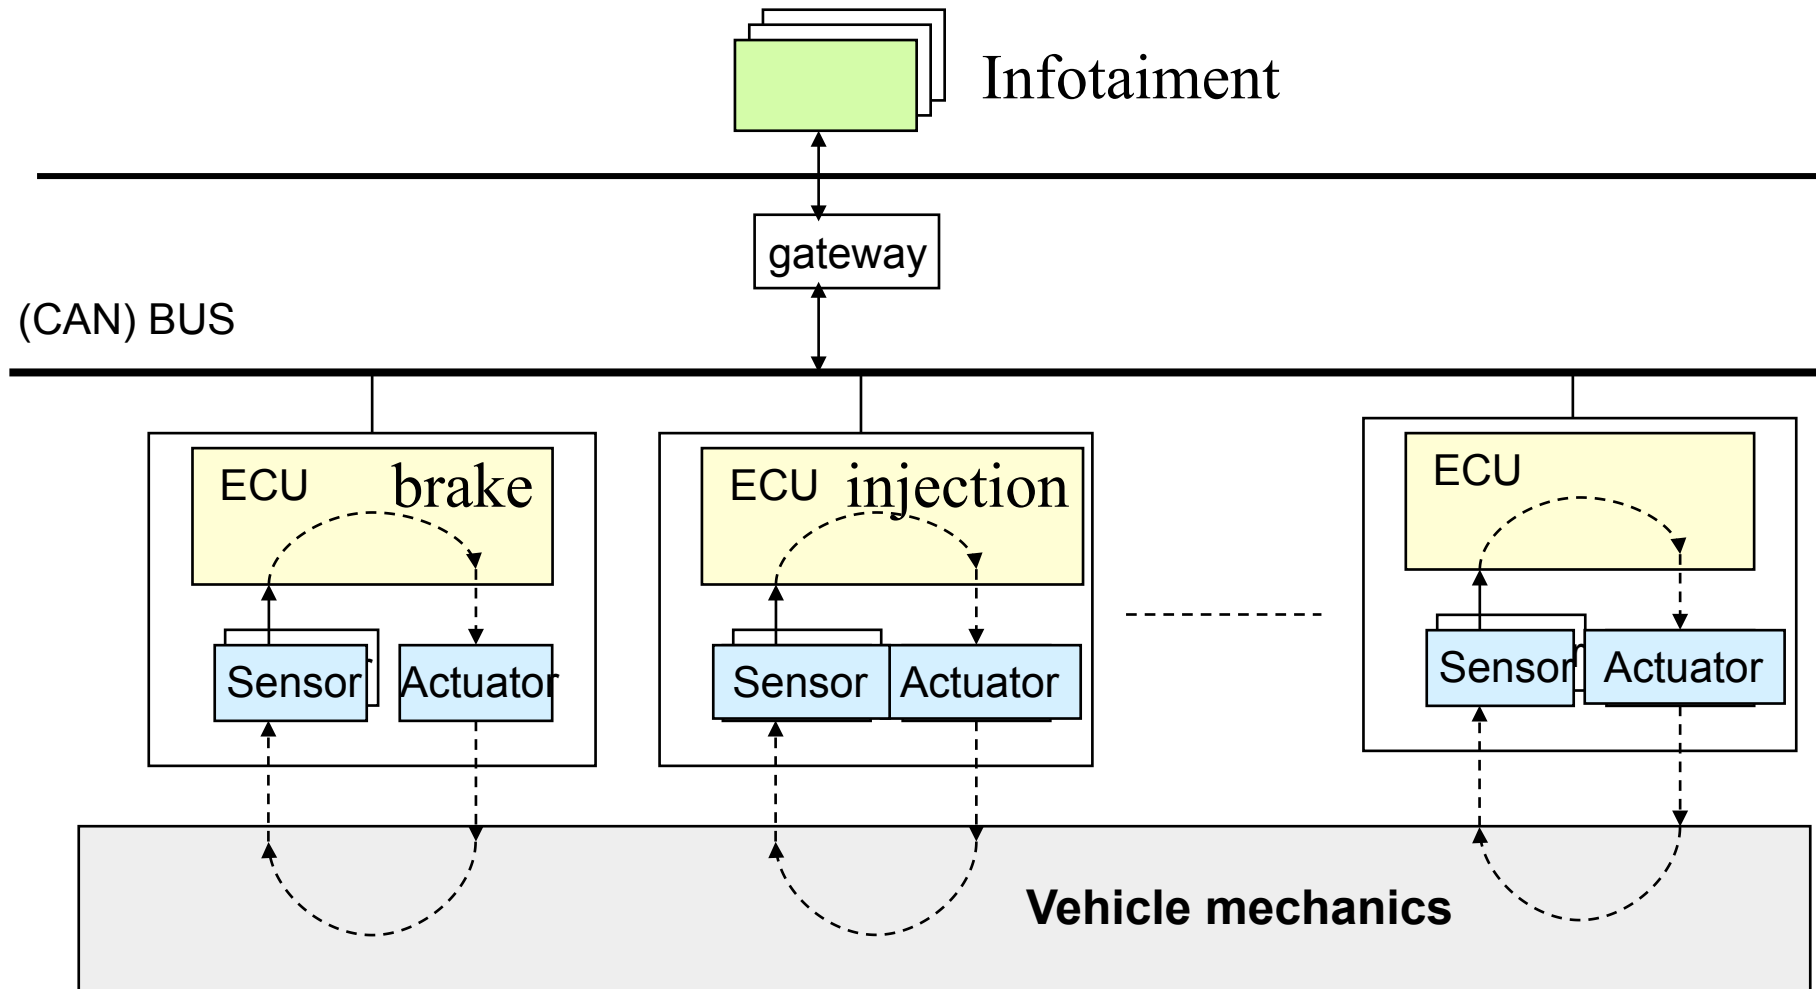 Infotaiment
gateway
(CAN) BUS
ECU brake
ECU injection
ECU
Sensor Actuator
Sensor Actuator
Sensor Actuator
Vehicle mechanics